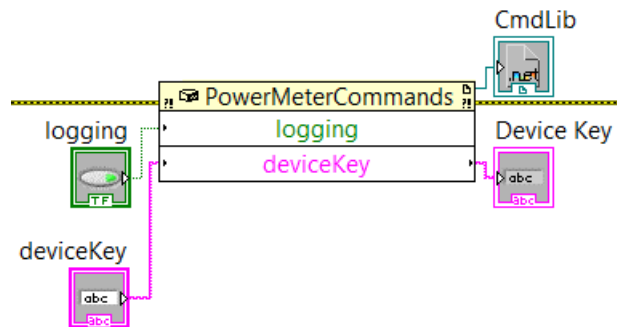 CmdLib
.net
?! PowerMeterCommands ?!
logging
logging
Device Key
TF
deviceKey
abc
abc
deviceKey
abc
abc